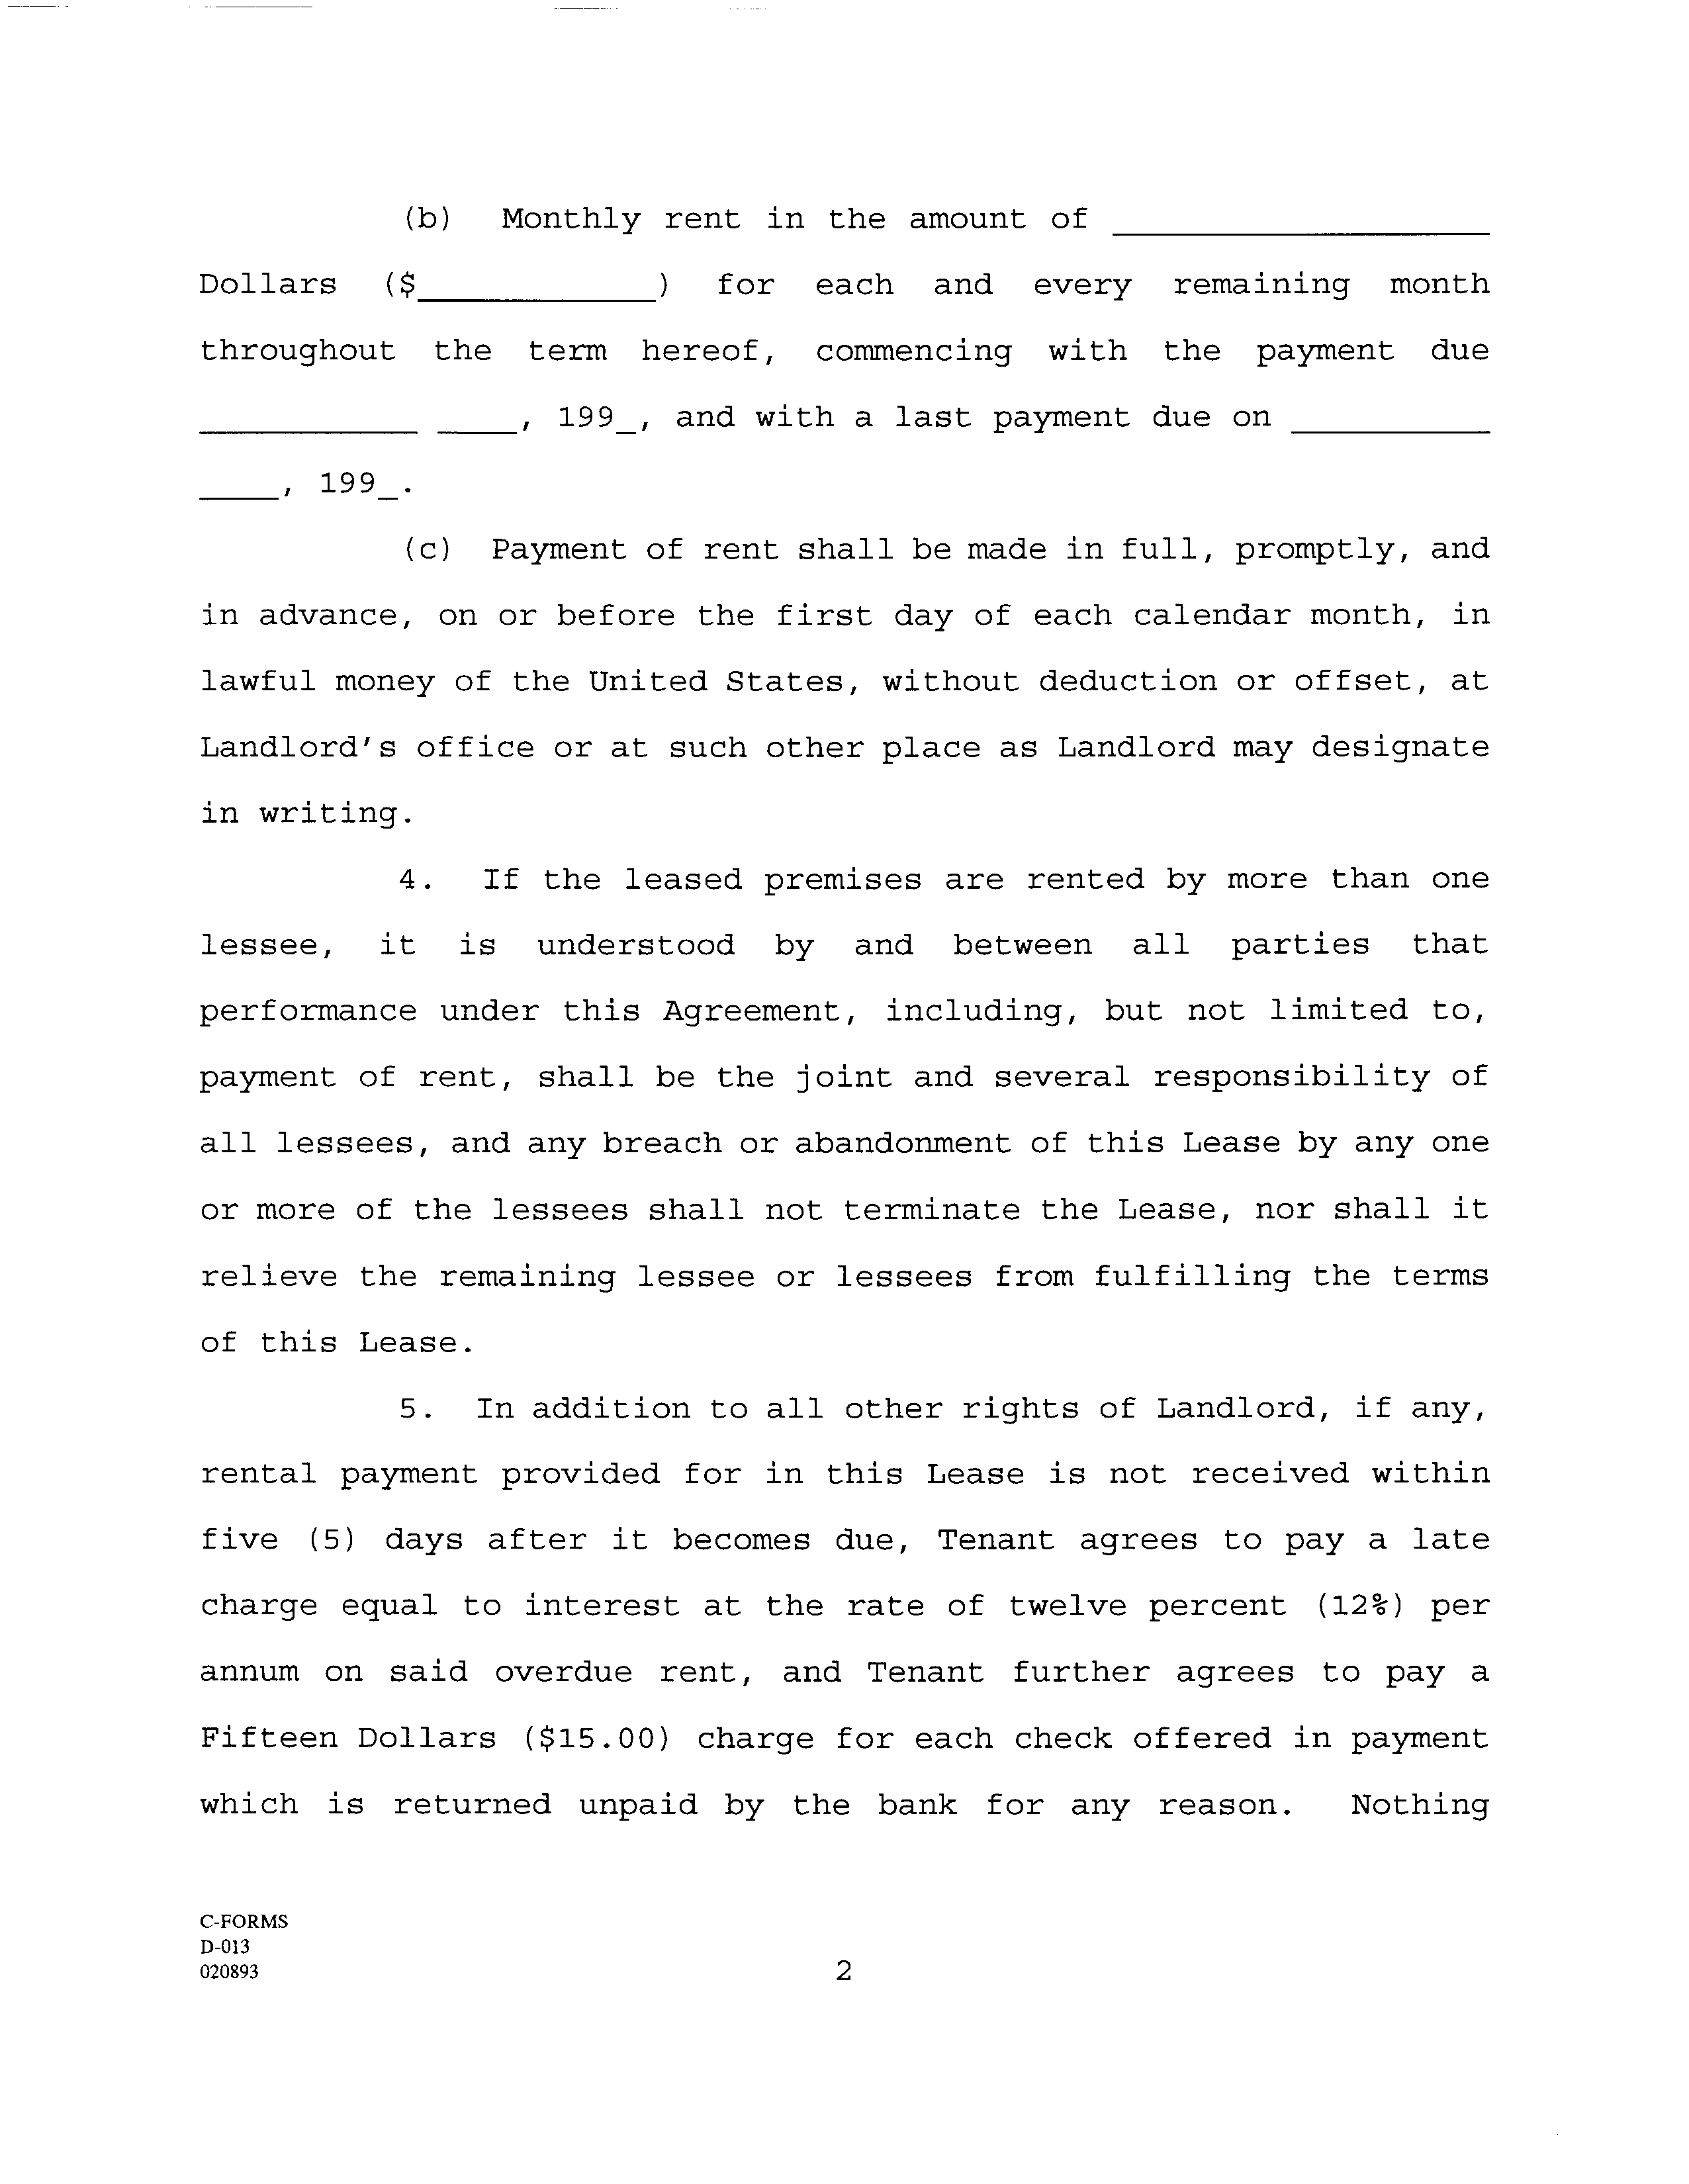 (b) Monthly rent in the amount of ___________________
Dollars ($____________) for each and every remaining month
throughout the term hereof, commencing with the payment due
___________ ____, 199_, and with a last payment due on __________
____, 199_.
(c) Payment of rent shall be made in full, promptly, and
in advance, on or before the first day of each calendar month, in
lawful money of the United States, without deduction or offset, at
Landlord's office or at such other place as Landlord may designate
in writing.
4. If the leased premises are rented by more than one
lessee, it is understood by and between all parties that
performance under this Agreement, including, but not limited to,
payment of rent, shall be the joint and several responsibility of
all lessees, and any breach or abandonment of this Lease by any one
or more of the lessees shall not terminate the Lease, nor shall it
relieve the remaining lessee or lessees from fulfilling the terms
of this Lease.
5. In addition to all other rights of Landlord, if any,
rental payment provided for in this Lease is not received within
five (5) days after it becomes due, Tenant agrees to pay a late
charge equal to interest at the rate of twelve percent (12%) per
annum on said overdue rent, and Tenant further agrees to pay a
Fifteen Dollars ($15.00) charge for each check offered in payment
which is returned unpaid by the bank for any reason. Nothing
C-FORMS
D-013
020893
2